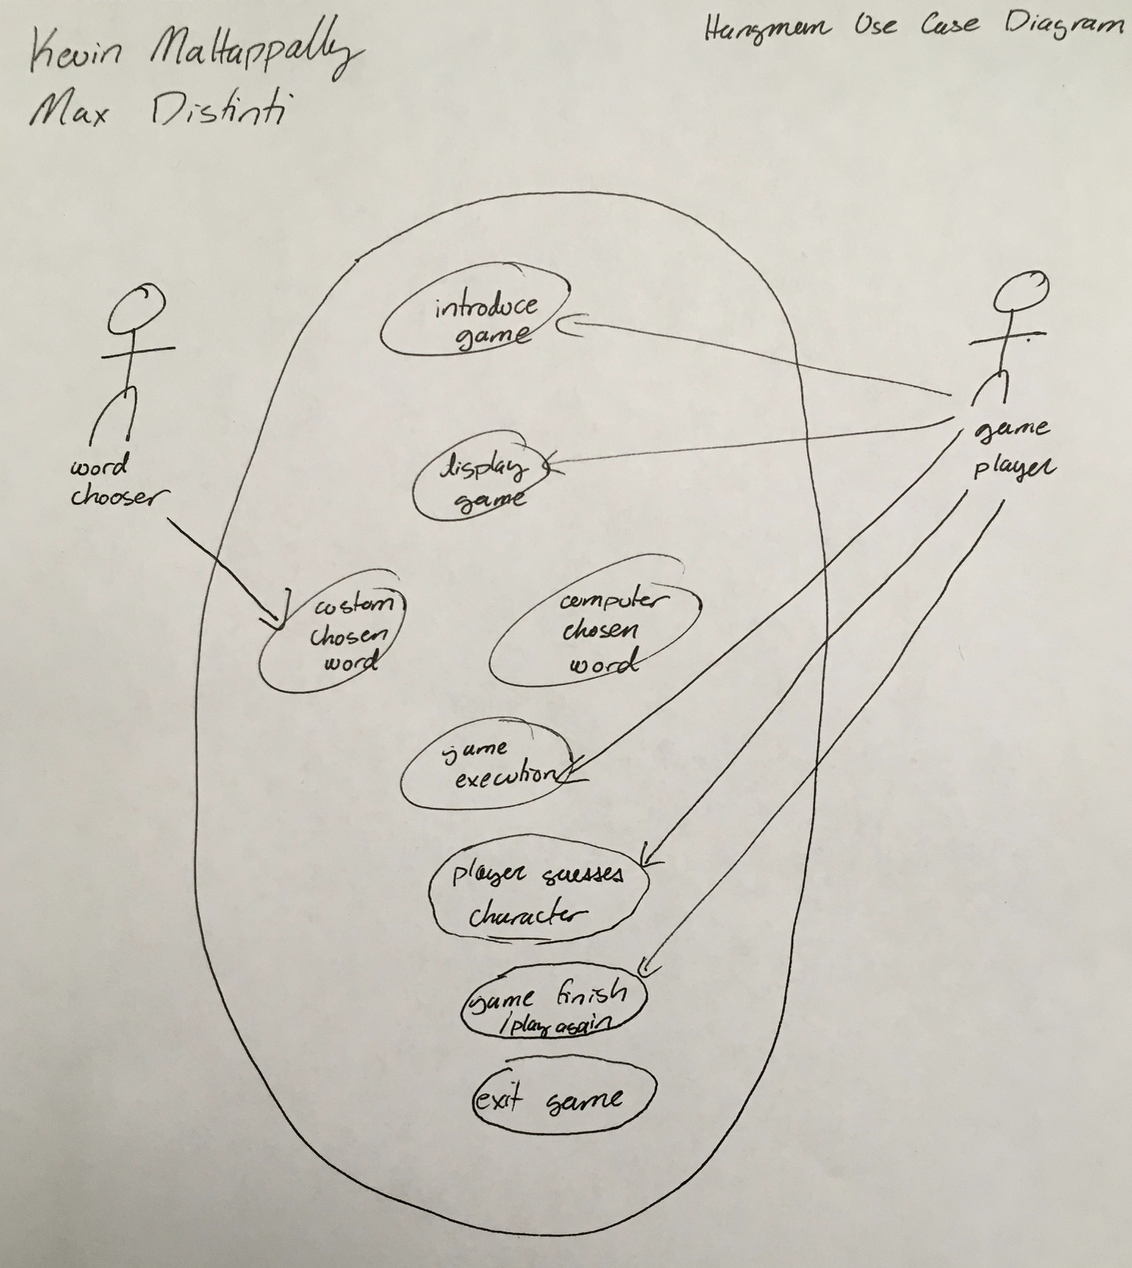 Kevin Mattappally
Max Distinti
Hangman Use Case Diagram
introduce
game
display
game
word
chooser
game
player
custom
chosen
word
computer
chosen
word
game
execution
player guesses
character
game finish
/play again
exit game